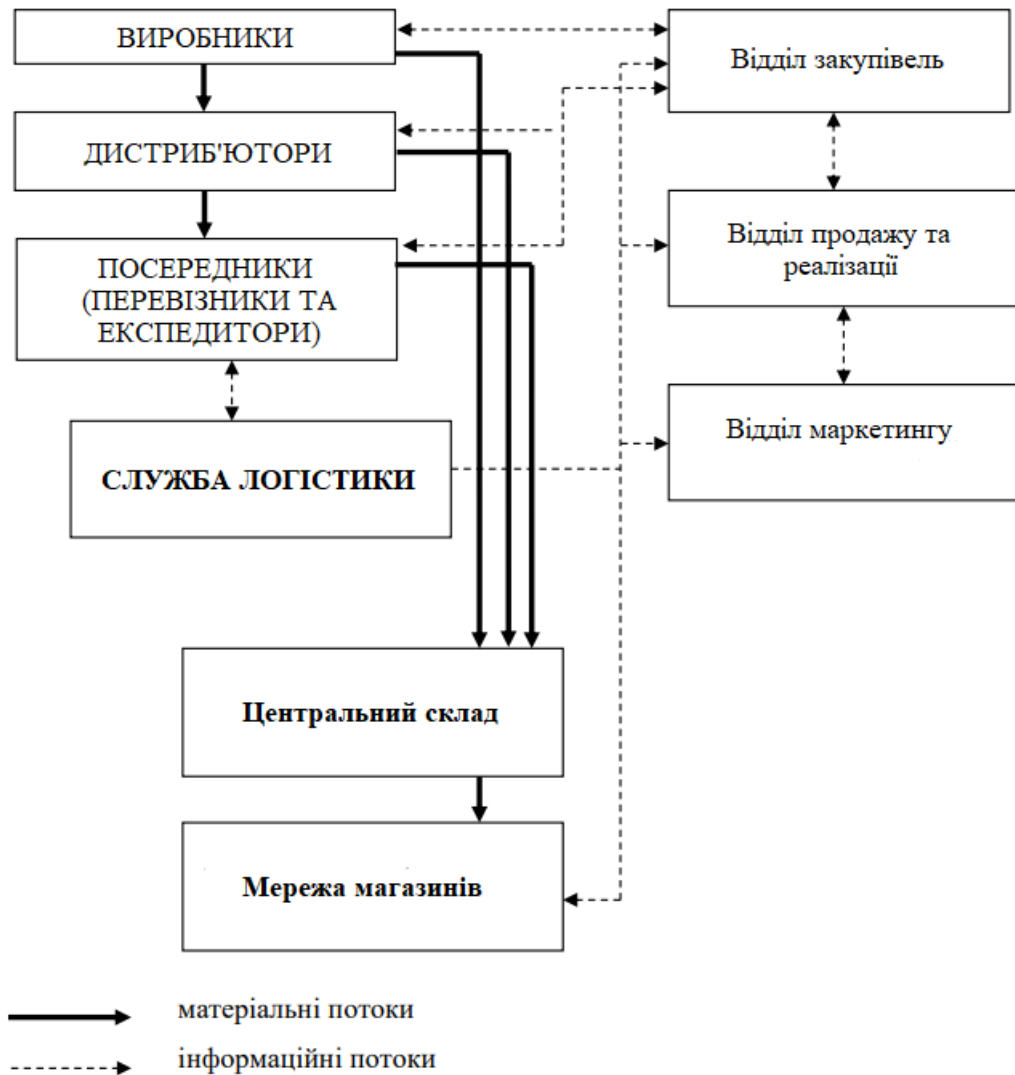 ВИРОБНИКИ
Відділ закупівель
ДИСТРИБ'ЮТОРИ
Відділ продажу та
реалізації
ПОСЕРЕДНИКИ
(ПЕРЕВІЗНИКИ ТА
ЕКСПЕДИТОРИ)
Відділ маркетингу
СЛУЖБА ЛОГІСТИКИ
Центральний склад
Мережа магазинів
матеріальні потоки
інформаційні потоки